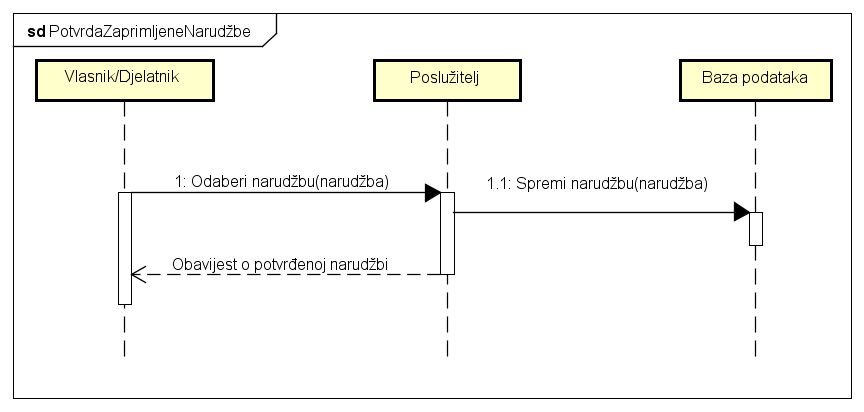 sd PotvrdaZaprimljeneNarudžbe
Vlasnik/Djelatnik
Poslužitelj
Baza podataka
1: Odaberi narudžbu(narudžba)
1.1: Spremi narudžbu(narudžba)
Obavijest o potvrđenoj narudžbi